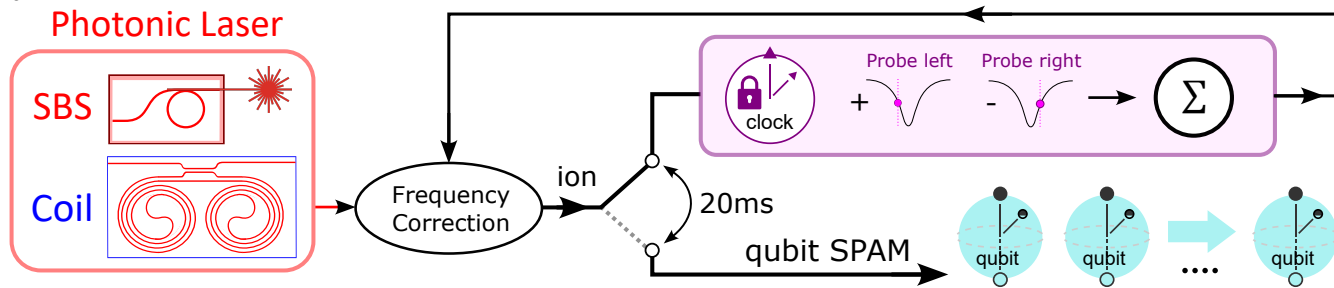 Photonic Laser
SBS
Coil
Frequency
Correction
ion
20ms
clock
Probe left
Probe right
+
-
Σ
qubit SPAM
qubit
qubit
....
qubit